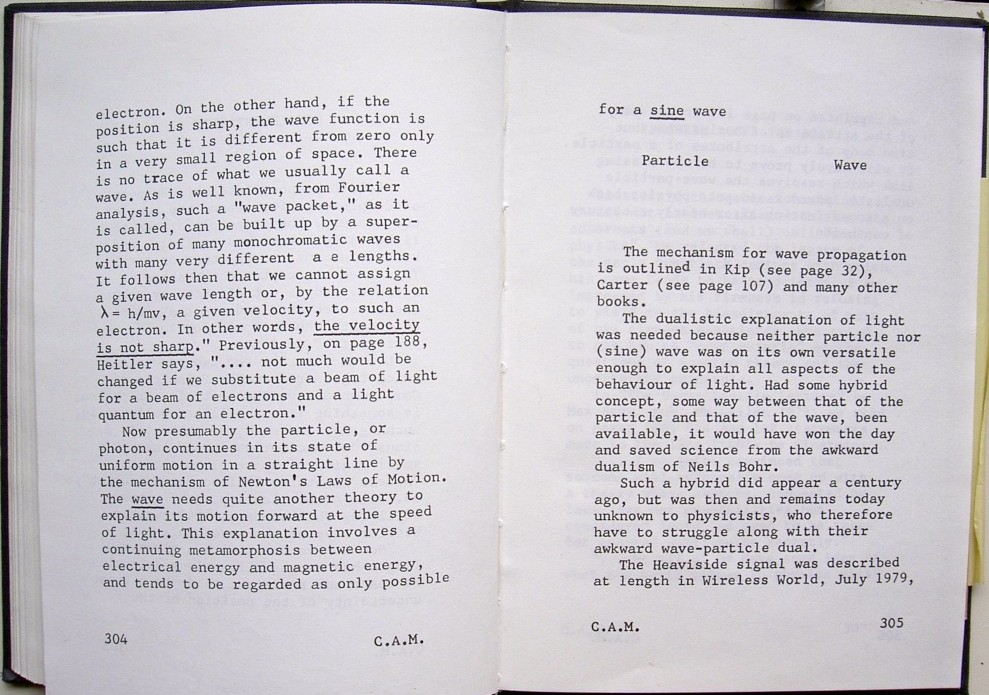 electron. On the other hand, if the
position is sharp, the wave function is
such that it is different from zero only
in a very small region of space. There
is no trace of what we usually call a
wave. As is well known, from Fourier
analysis, such a "wave packet," as it
is called, can be built up by a super-
position of many monochromatic waves
with many very different a e lengths.
It follows then that we cannot assign
a given wave length or, by the relation
λ = h/mv, a given velocity, to such an
electron. In other words, the velocity
is not sharp." Previously, on page 188,
Heitler says, ".... not much would be
changed if we substitute a beam of light
for a beam of electrons and a light
quantum for an electron."
Now presumably the particle, or
photon, continues in its state of
uniform motion in a straight line by
the mechanism of Newton's Laws of Motion.
The wave needs quite another theory to
explain its motion forward at the speed
of light. This explanation involves a
continuing metamorphosis between
electrical energy and magnetic energy,
and tends to be regarded as only possible
304 C.A.M.
for a sine wave
Particle Wave
The mechanism for wave propagation
is outlined in Kip (see page 32),
Carter (see page 107) and many other
books.
The dualistic explanation of light
was needed because neither particle nor
(sine) wave was on its own versatile
enough to explain all aspects of the
behaviour of light. Had some hybrid
concept, some way between that of the
particle and that of the wave, been
available, it would have won the day
and saved science from the awkward
dualism of Neils Bohr.
Such a hybrid did appear a century
ago, but was then and remains today
unknown to physicists, who therefore
have to struggle along with their
awkward wave-particle dual.
The Heaviside signal was described
at length in Wireless World, July 1979,
C.A.M. 305